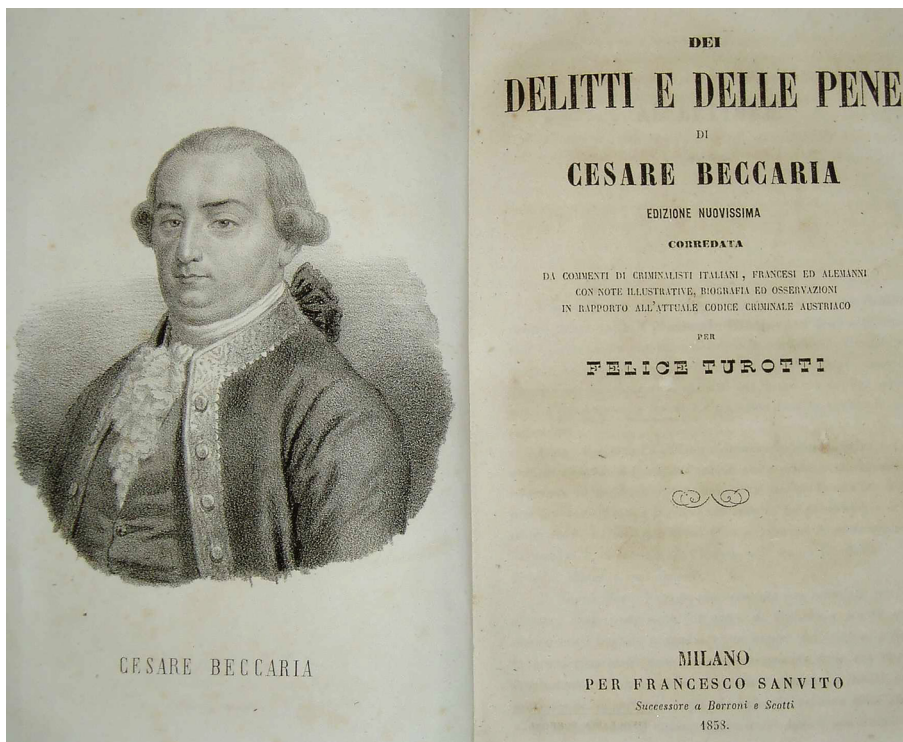 CESARE BECCARIA
DEI
DELITTI E DELLE PENE
DI
CESARE BECCARIA
EDIZIONE NUOVISSIMA
CORREDATA
DA COMMENTI DI CRIMINALISTI ITALIANI, FRANCESI ED ALEMANNI
CON NOTE ILLUSTRATIVE, BIOGRAFIA ED OSSERVAZIONI
IN RAPPORTO ALL'ATTUALE CODICE CRIMINALE AUSTRIACO
PER
FELICE TUROTTI
MILANO
PER FRANCESCO SANVITO
Successore a Borroni e Scotti
1858.